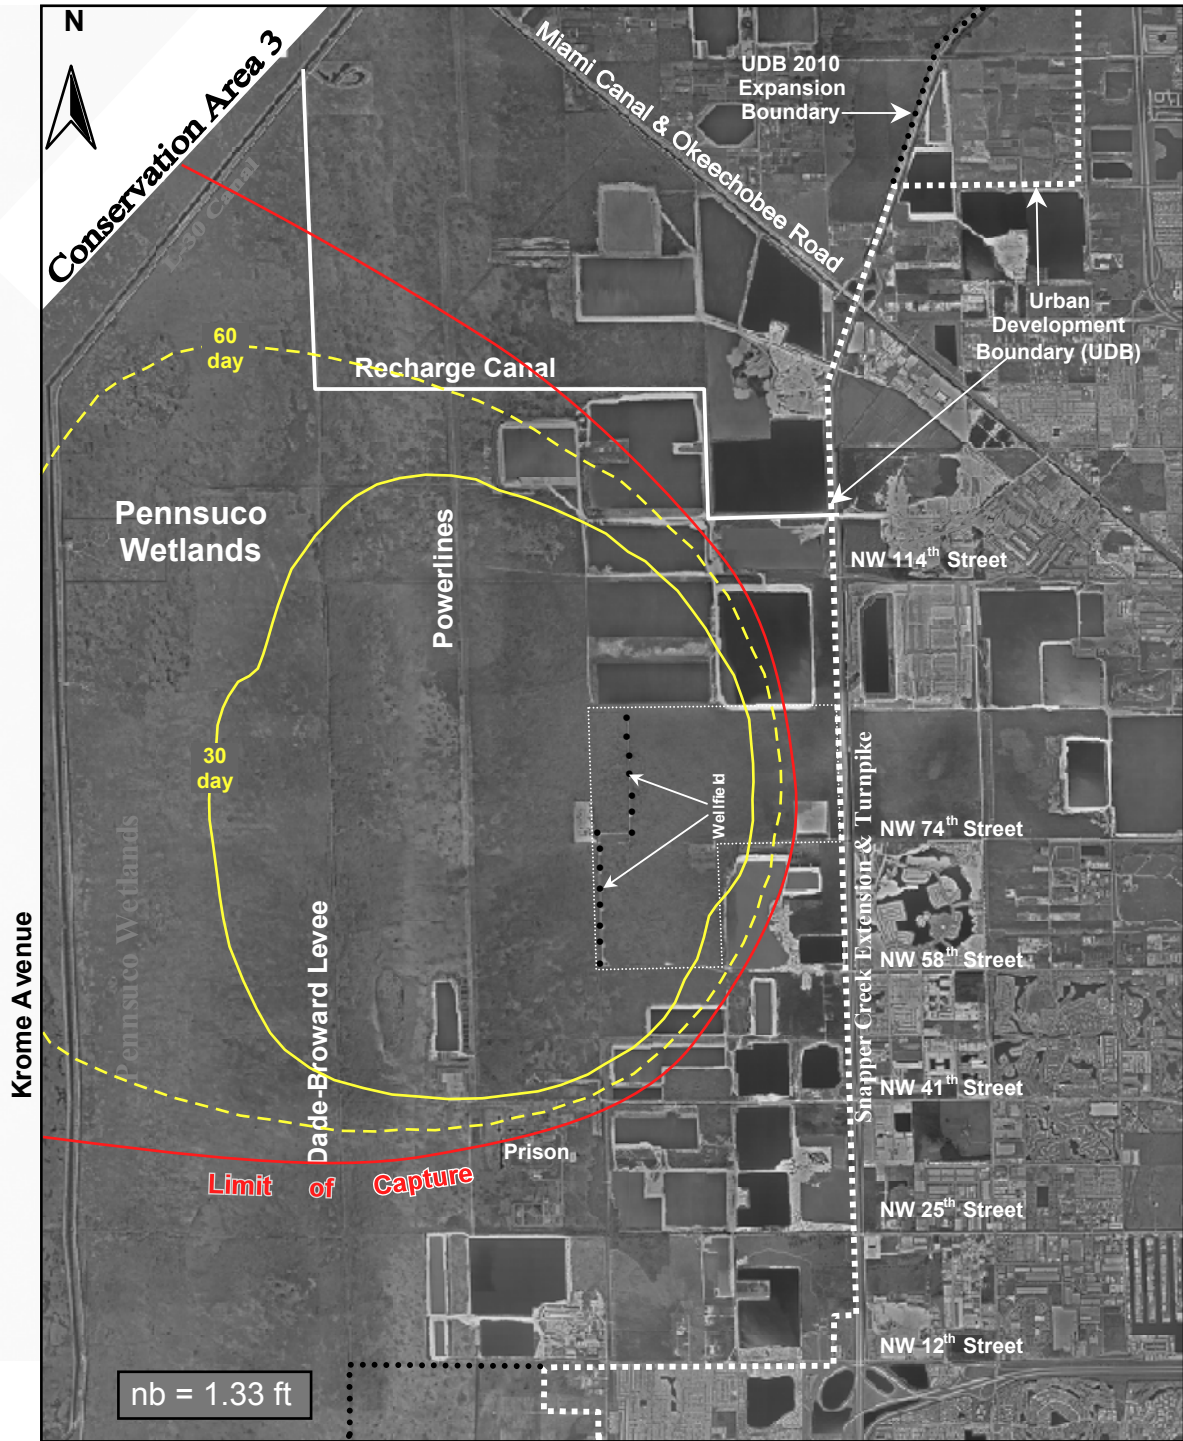 N
Conservation Area 3
30 Canal
Miami Canal & Okeechobee Road
UDB 2010
Expansion
Boundary
Urban
Development
Boundary (UDB)
60
day
Recharge Canal
Pennsuco
Wetlands
Powerlines
NW 114th Street
30
day
Wellfield
Snapper Creek Extension & Turnpike
NW 74th Street
Pennsuco Wetlands
Dade-Broward Levee
NW 58th Street
Krome Avenue
NW 41th Street
Prison
Limit of Capture
NW 25th Street
NW 12th Street
nb = 1.33 ft